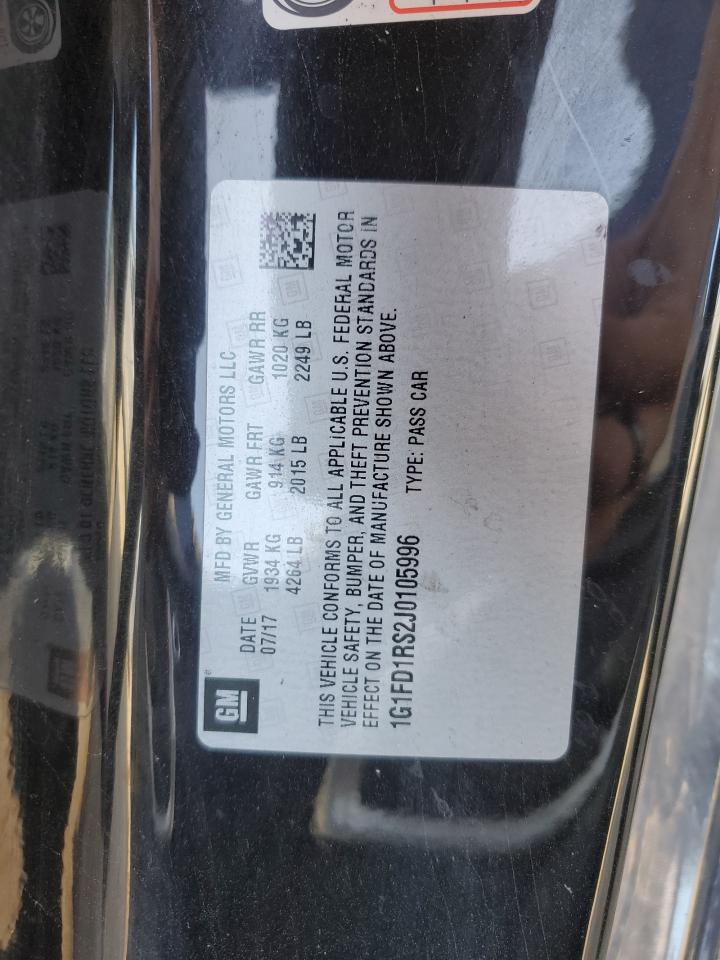 GM
MFD BY GENERAL MOTORS LLC
DATE GVWR GAWR FRT GAWR RR
07/17 1934 KG 914 KG 1020 KG
4264 LB 2015 LB 2249 LB
THIS VEHICLE CONFORMS TO ALL APPLICABLE U.S. FEDERAL MOTOR
VEHICLE SAFETY, BUMPER, AND THEFT PREVENTION STANDARDS IN
EFFECT ON THE DATE OF MANUFACTURE SHOWN ABOVE.
1G1FD1RS2J0105996 TYPE: PASS CAR